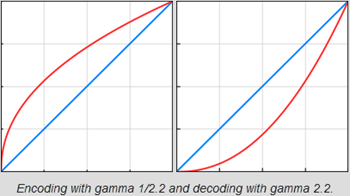 Encoding with gamma 1/2.2 and decoding with gamma 2.2.